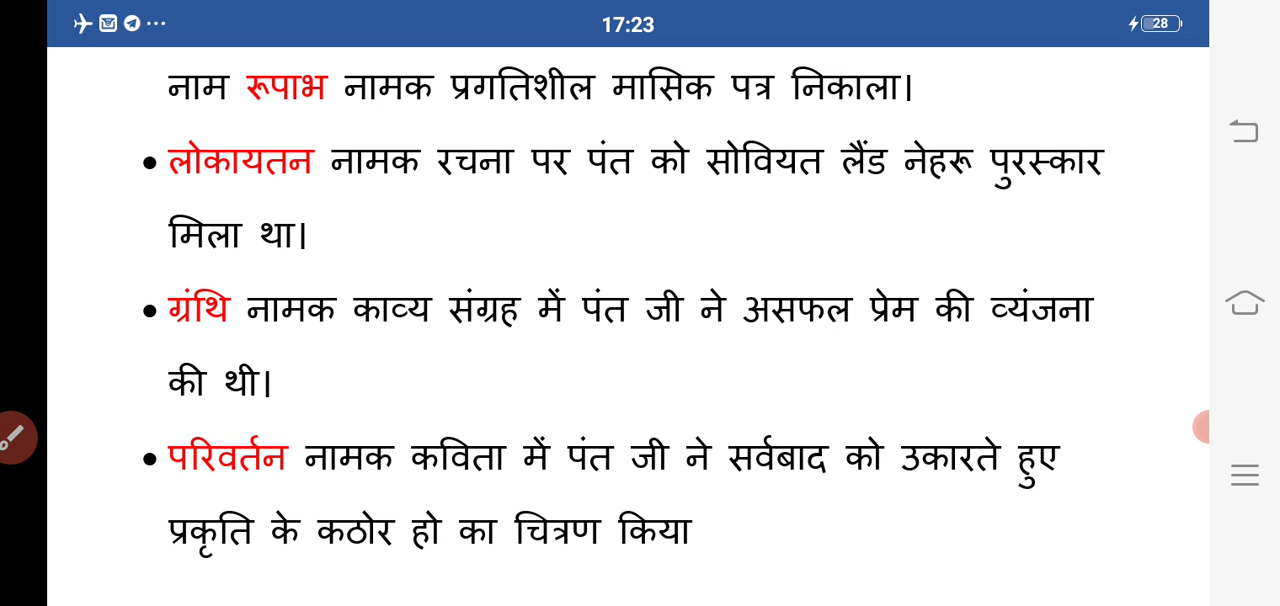 17:23
28
नाम रूपाभ नामक प्रगतिशील मासिक पत्र निकाला।
• लोकायतन नामक रचना पर पंत को सोवियत लैंड नेहरू पुरस्कार
मिला था।
• ग्रंथि नामक काव्य संग्रह में पंत जी ने असफल प्रेम की व्यंजना
की थी।
• परिवर्तन नामक कविता में पंत जी ने सर्वबाद को उकारते हुए
प्रकृति के कठोर हो का चित्रण किया